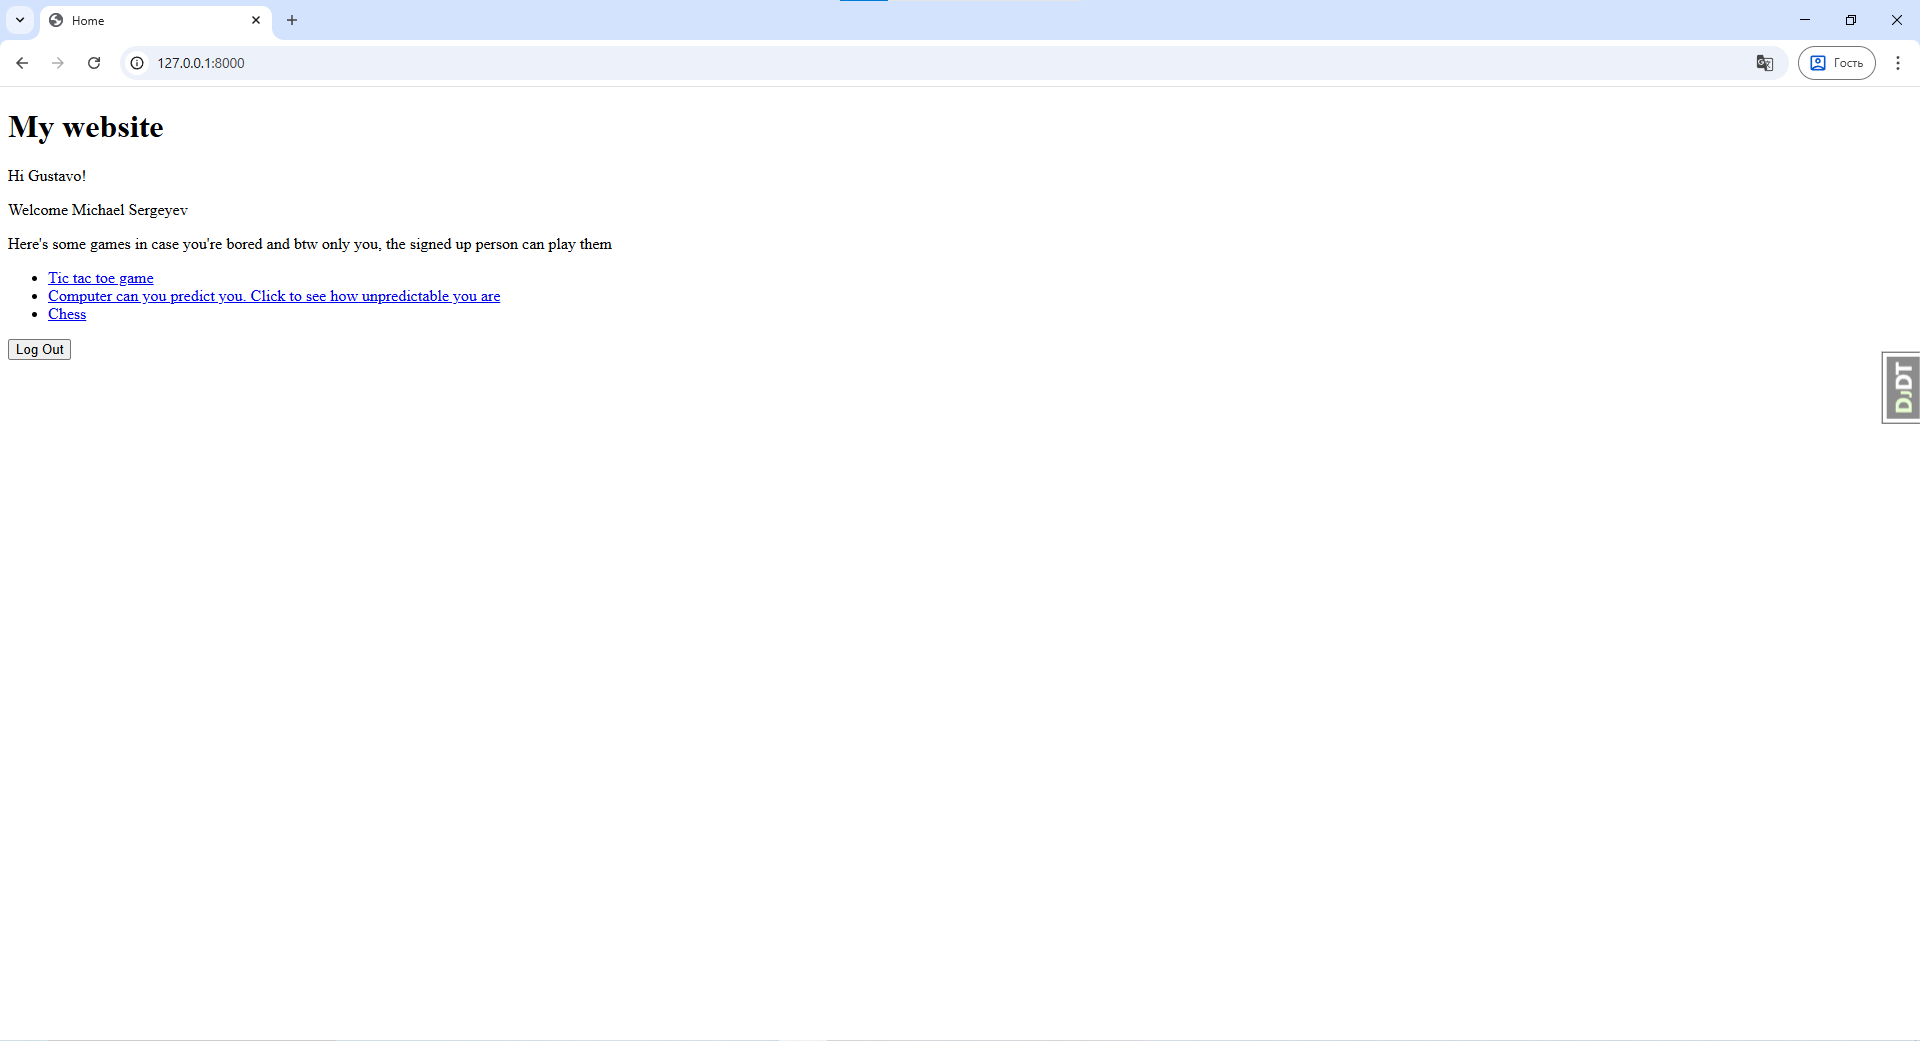 Home
127.0.0.1:8000
Гость
My website
Hi Gustavo!
Welcome Michael Sergeyev
Here's some games in case you're bored and btw only you, the signed up person can play them
Tic tac toe game
Computer can you predict you. Click to see how unpredictable you are
Chess
Log Out
DJDT